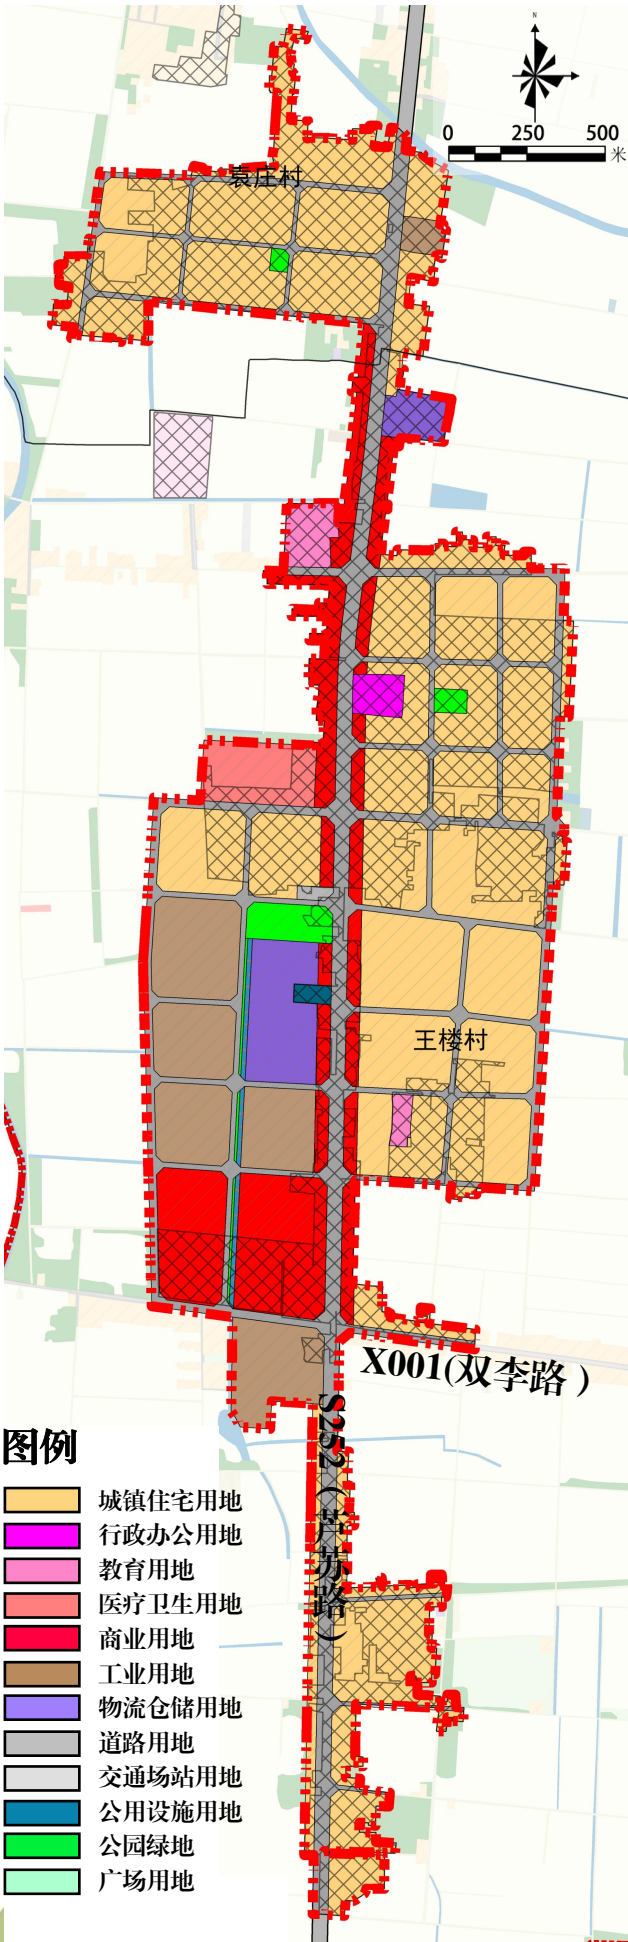 N
0 250 500
米
袁庄村
王楼村
X001(双李路 )
S252 (芒苏路 )
图例
城镇住宅用地
行政办公用地
教育用地
医疗卫生用地
商业用地
工业用地
物流仓储用地
道路用地
交通场站用地
公用设施用地
公园绿地
广场用地